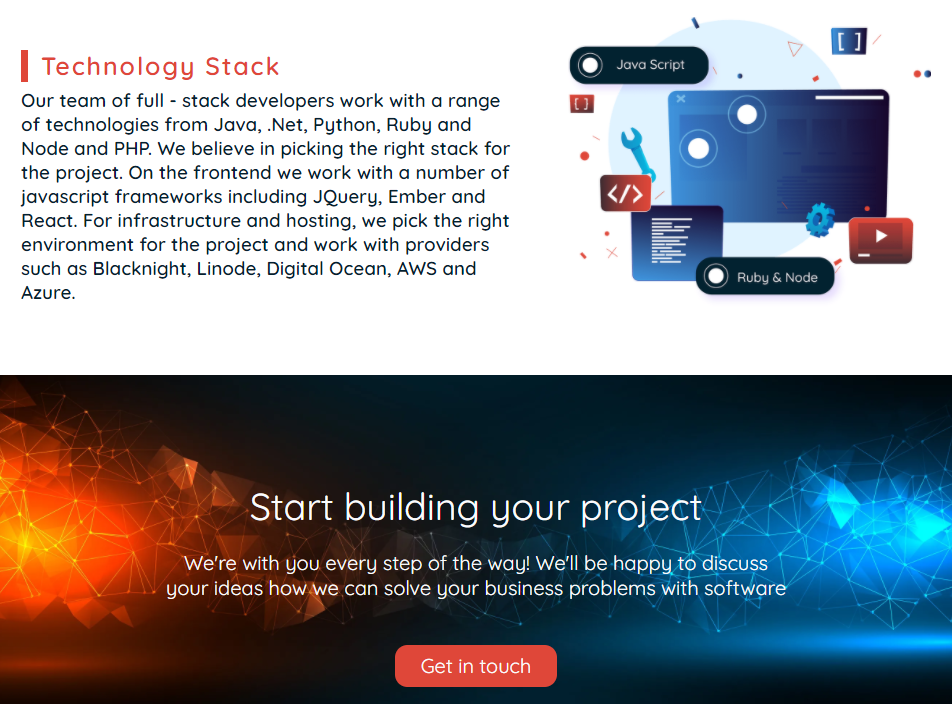 Technology Stack
Our team of full - stack developers work with a range
of technologies from Java, .Net, Python, Ruby and
Node and PHP. We believe in picking the right stack for
the project. On the frontend we work with a number of
javascript frameworks including JQuery, Ember and
React. For infrastructure and hosting, we pick the right
environment for the project and work with providers
such as Blacknight, Linode, Digital Ocean, AWS and
Azure.
Java Script
[ ]
[ ]
</>
Ruby & Node
Start building your project
We're with you every step of the way! We'll be happy to discuss
your ideas how we can solve your business problems with software
Get in touch